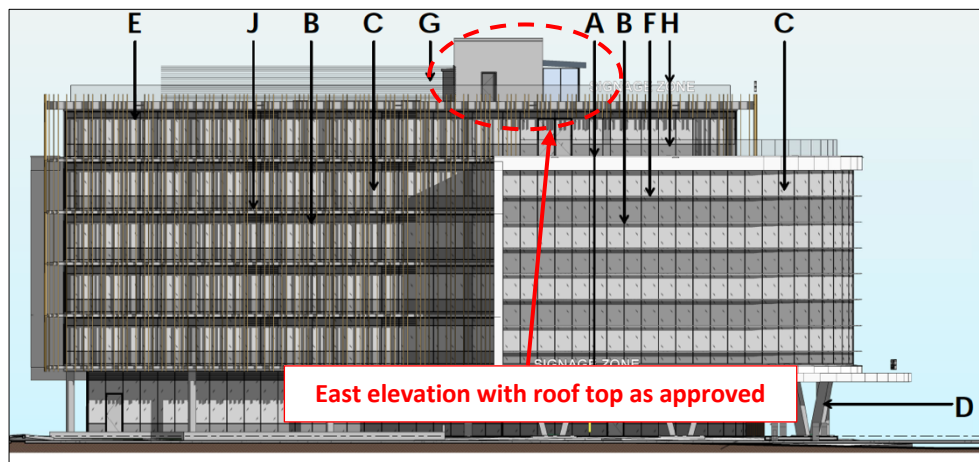 E J B C G A B F H C
SIGNAGE ZONE
SIGNAGE ZONE
East elevation with roof top as approved
D